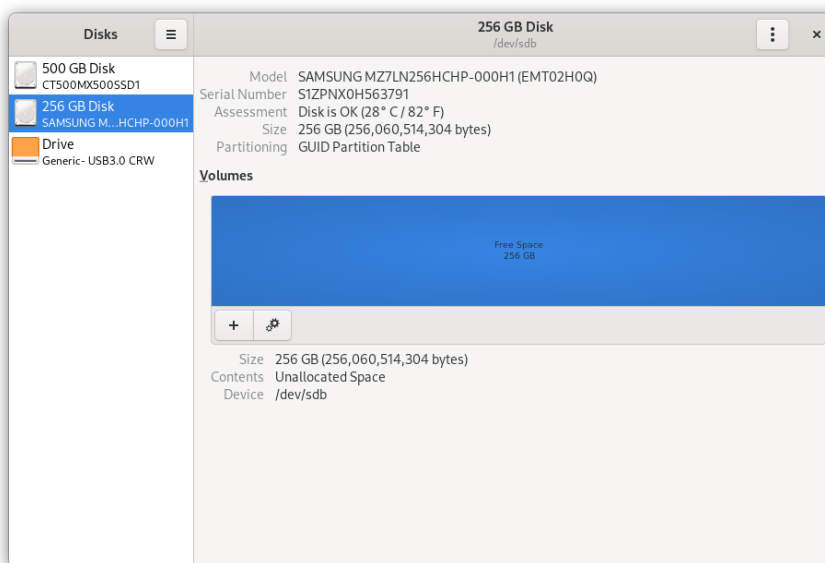 Disks
256 GB Disk
/dev/sdb
500 GB Disk
CT500MX500SSD1
256 GB Disk
SAMSUNG M...HCHP-000H1
Drive
Generic- USB3.0 CRW
Model SAMSUNG MZ7LN256HCHP-000H1 (EMT02H0Q)
Serial Number S1ZPNX0H563791
Assessment Disk is OK (28° C / 82° F)
Size 256 GB (256,060,514,304 bytes)
Partitioning GUID Partition Table
Volumes
Free Space
256 GB
Size 256 GB (256,060,514,304 bytes)
Contents Unallocated Space
Device /dev/sdb